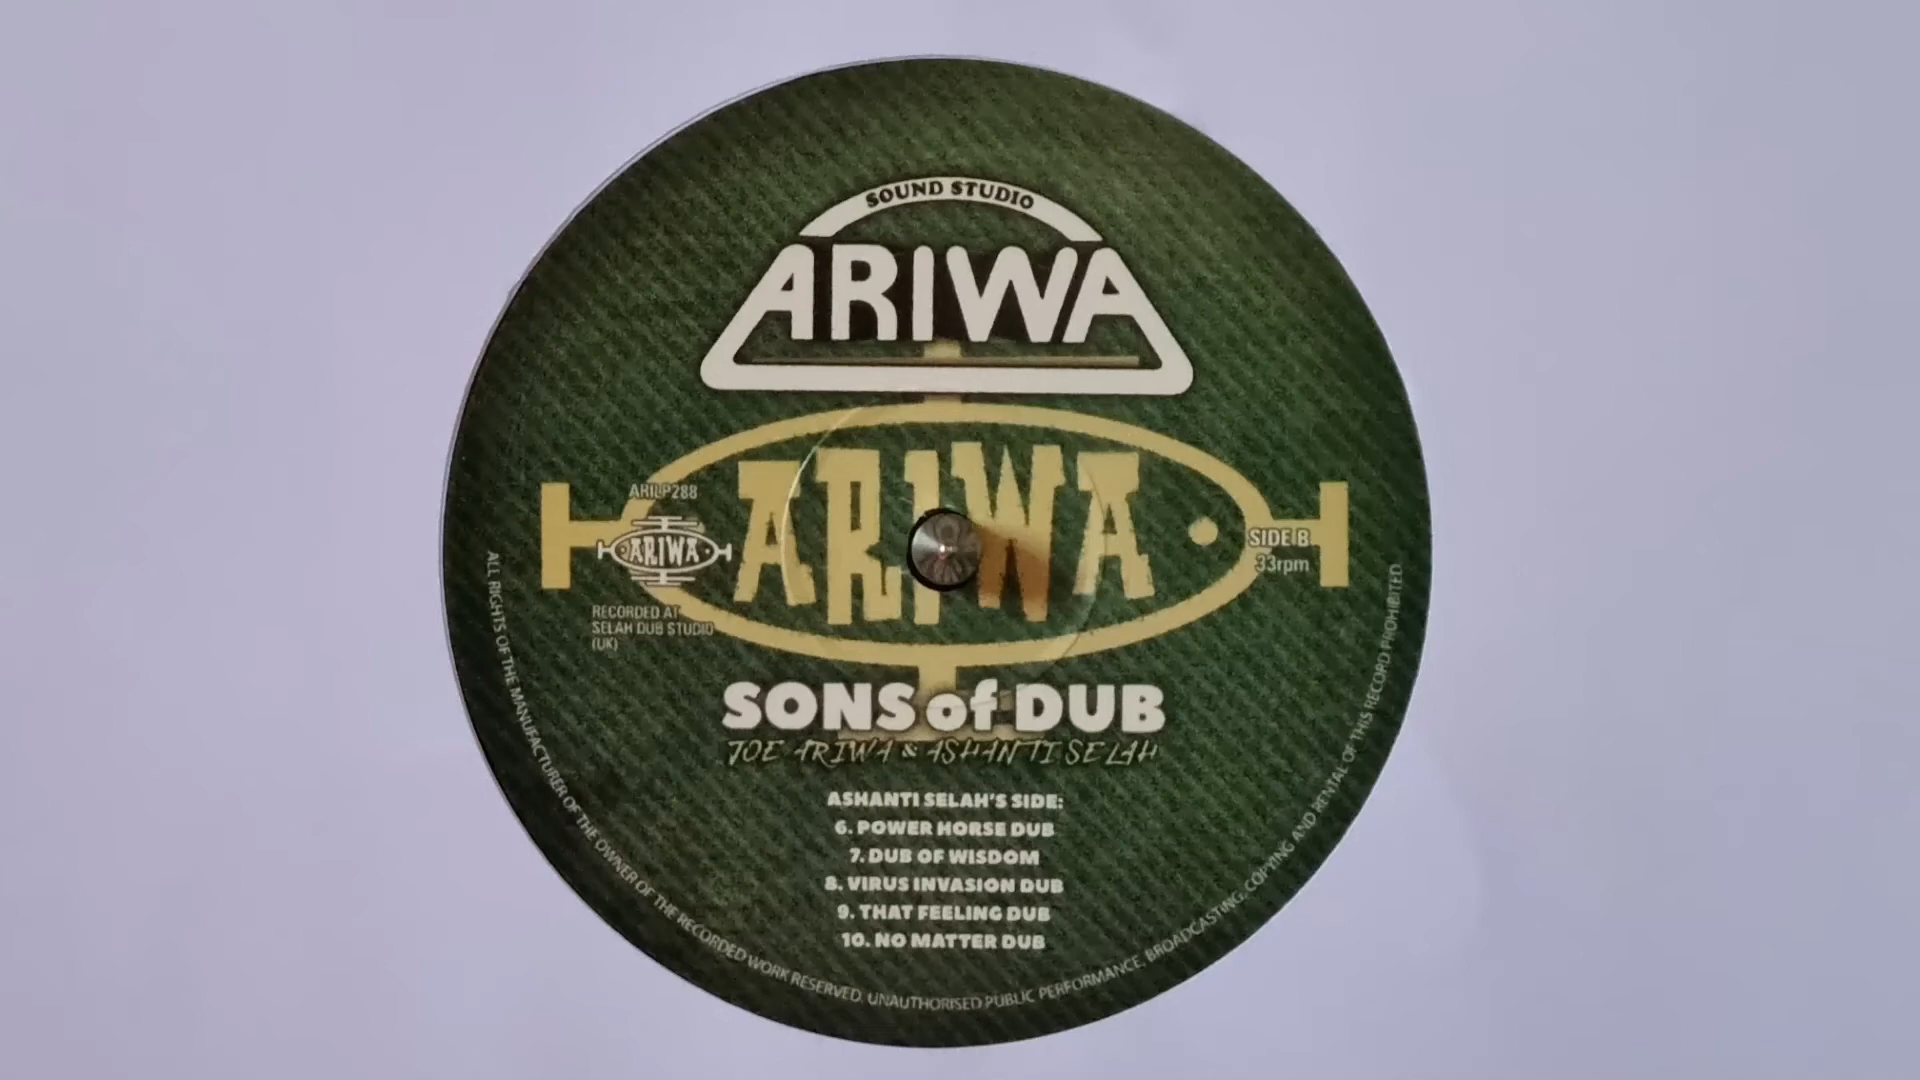 SOUND STUDIO
ARIWA
ARIWA
ARILP288
ARIWA
RECORDED AT
SELAH DUB STUDIO
(UK)
SIDE B
33rpm
SONS of DUB
JOE ARIWA & ASHANTI SELAH
ASHANTI SELAH'S SIDE:
6. POWER HORSE DUB
7. DUB OF WISDOM
8. VIRUS INVASION DUB
9. THAT FEELING DUB
10. NO MATTER DUB
ALL RIGHTS OF THE MANUFACTURER OF THE OWNER OF THE RECORDED WORK RESERVED. UNAUTHORISED PUBLIC PERFORMANCE, BROADCASTING, COPYING AND RENTAL OF THIS RECORD PROHIBITED